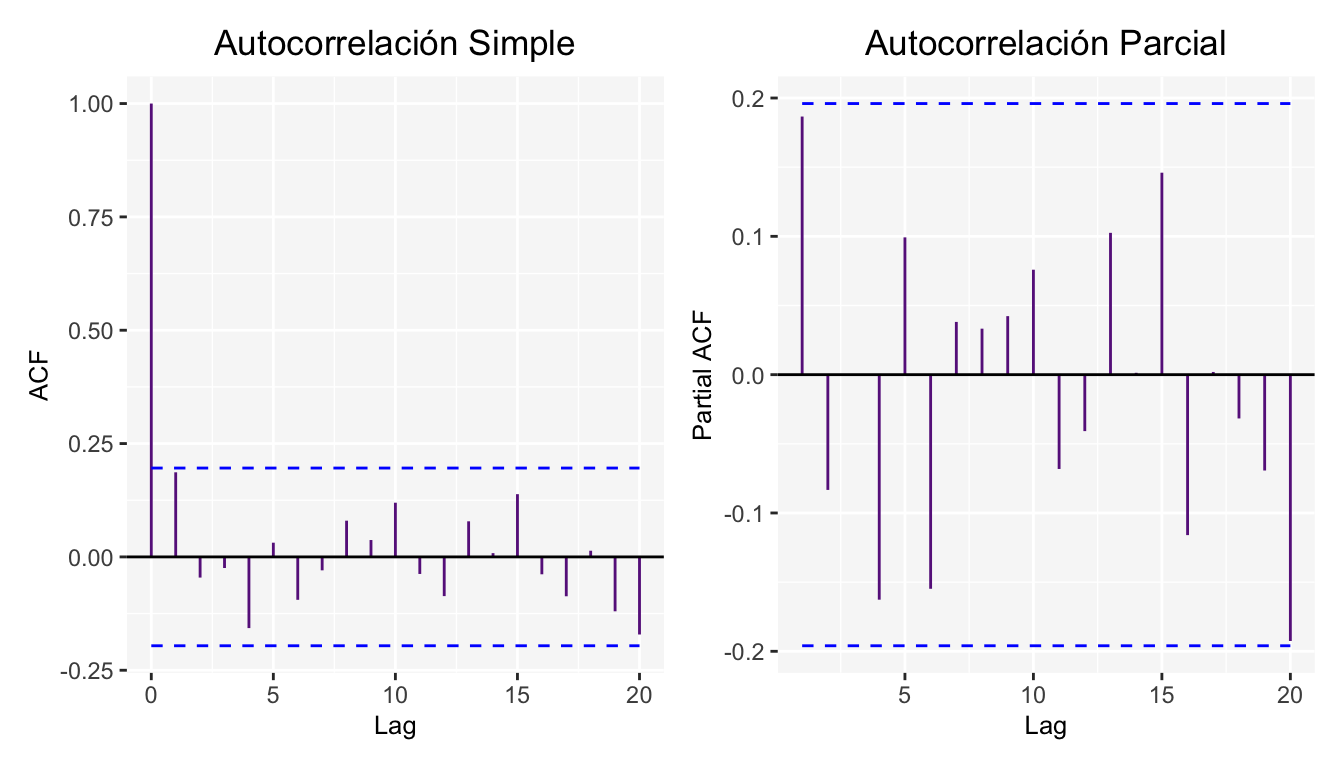 Autocorrelación Simple
ACF
1.00
0.75
0.50
0.25
0.00
-0.25
0 5 10 15 20
Lag
Autocorrelación Parcial
Partial ACF
0.2
0.1
0.0
-0.1
-0.2
5 10 15 20
Lag